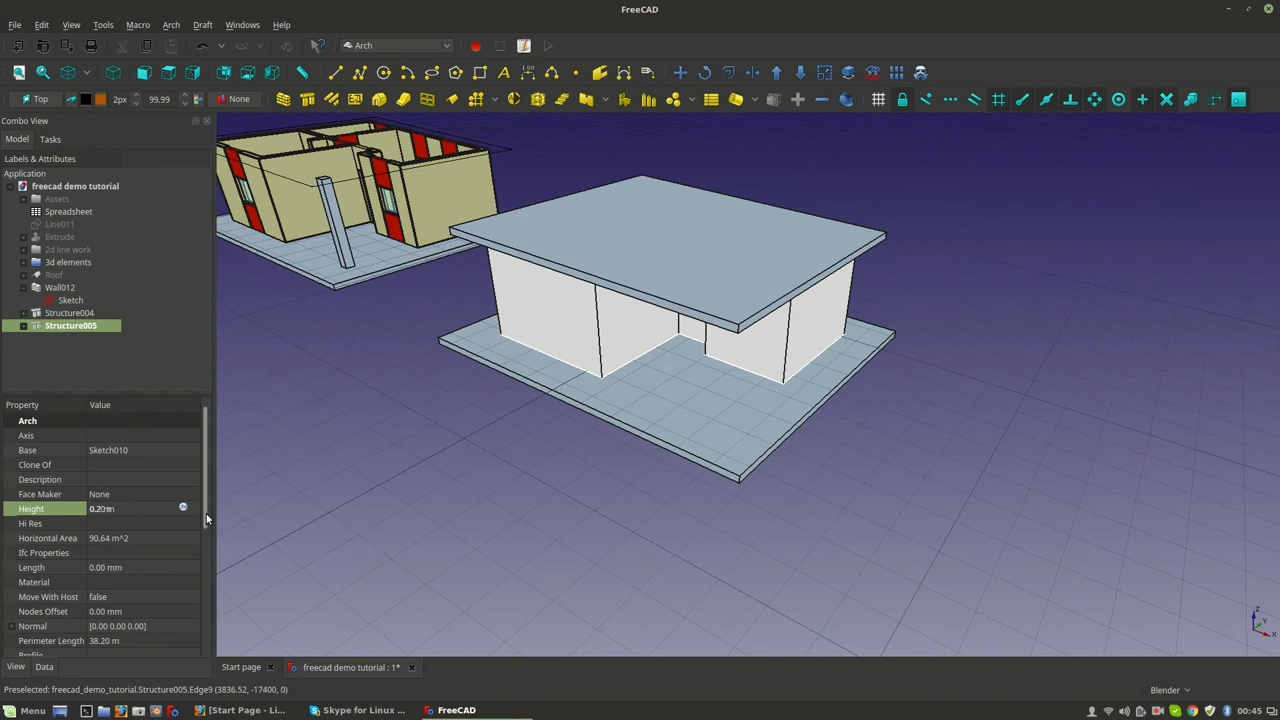 FreeCAD
File Edit View Tools Macro Arch Draft Windows Help
Arch
Top 2px 99.99 None
Combo View
Model Tasks
Labels & Attributes
Application
freecad demo tutorial
Assets
Spreadsheet
Line011
Extrude
2d line work
3d elements
Roof
Wall012
Sketch
Structure004
Structure005
Property Value
Arch
Axis
Base Sketch010
Clone Of
Description
Face Maker None
Height
Hi Res
Horizontal Area 90.64 m^2
Ifc Properties
Length 0.00 mm
Material
Move With Host false
Nodes Offset 0.00 mm
Normal [0.00 0.00 0.00]
Perimeter Length 38.20 m
Profile
View Data
Start page freecad demo tutorial : 1*
Preselected: freecad_demo_tutorial.Structure005.Edge9 (3836.52, -17400, 0)
Blender
Menu [Start Page - Li... Skype for Linux ... FreeCAD 00:45
Z
Y
X